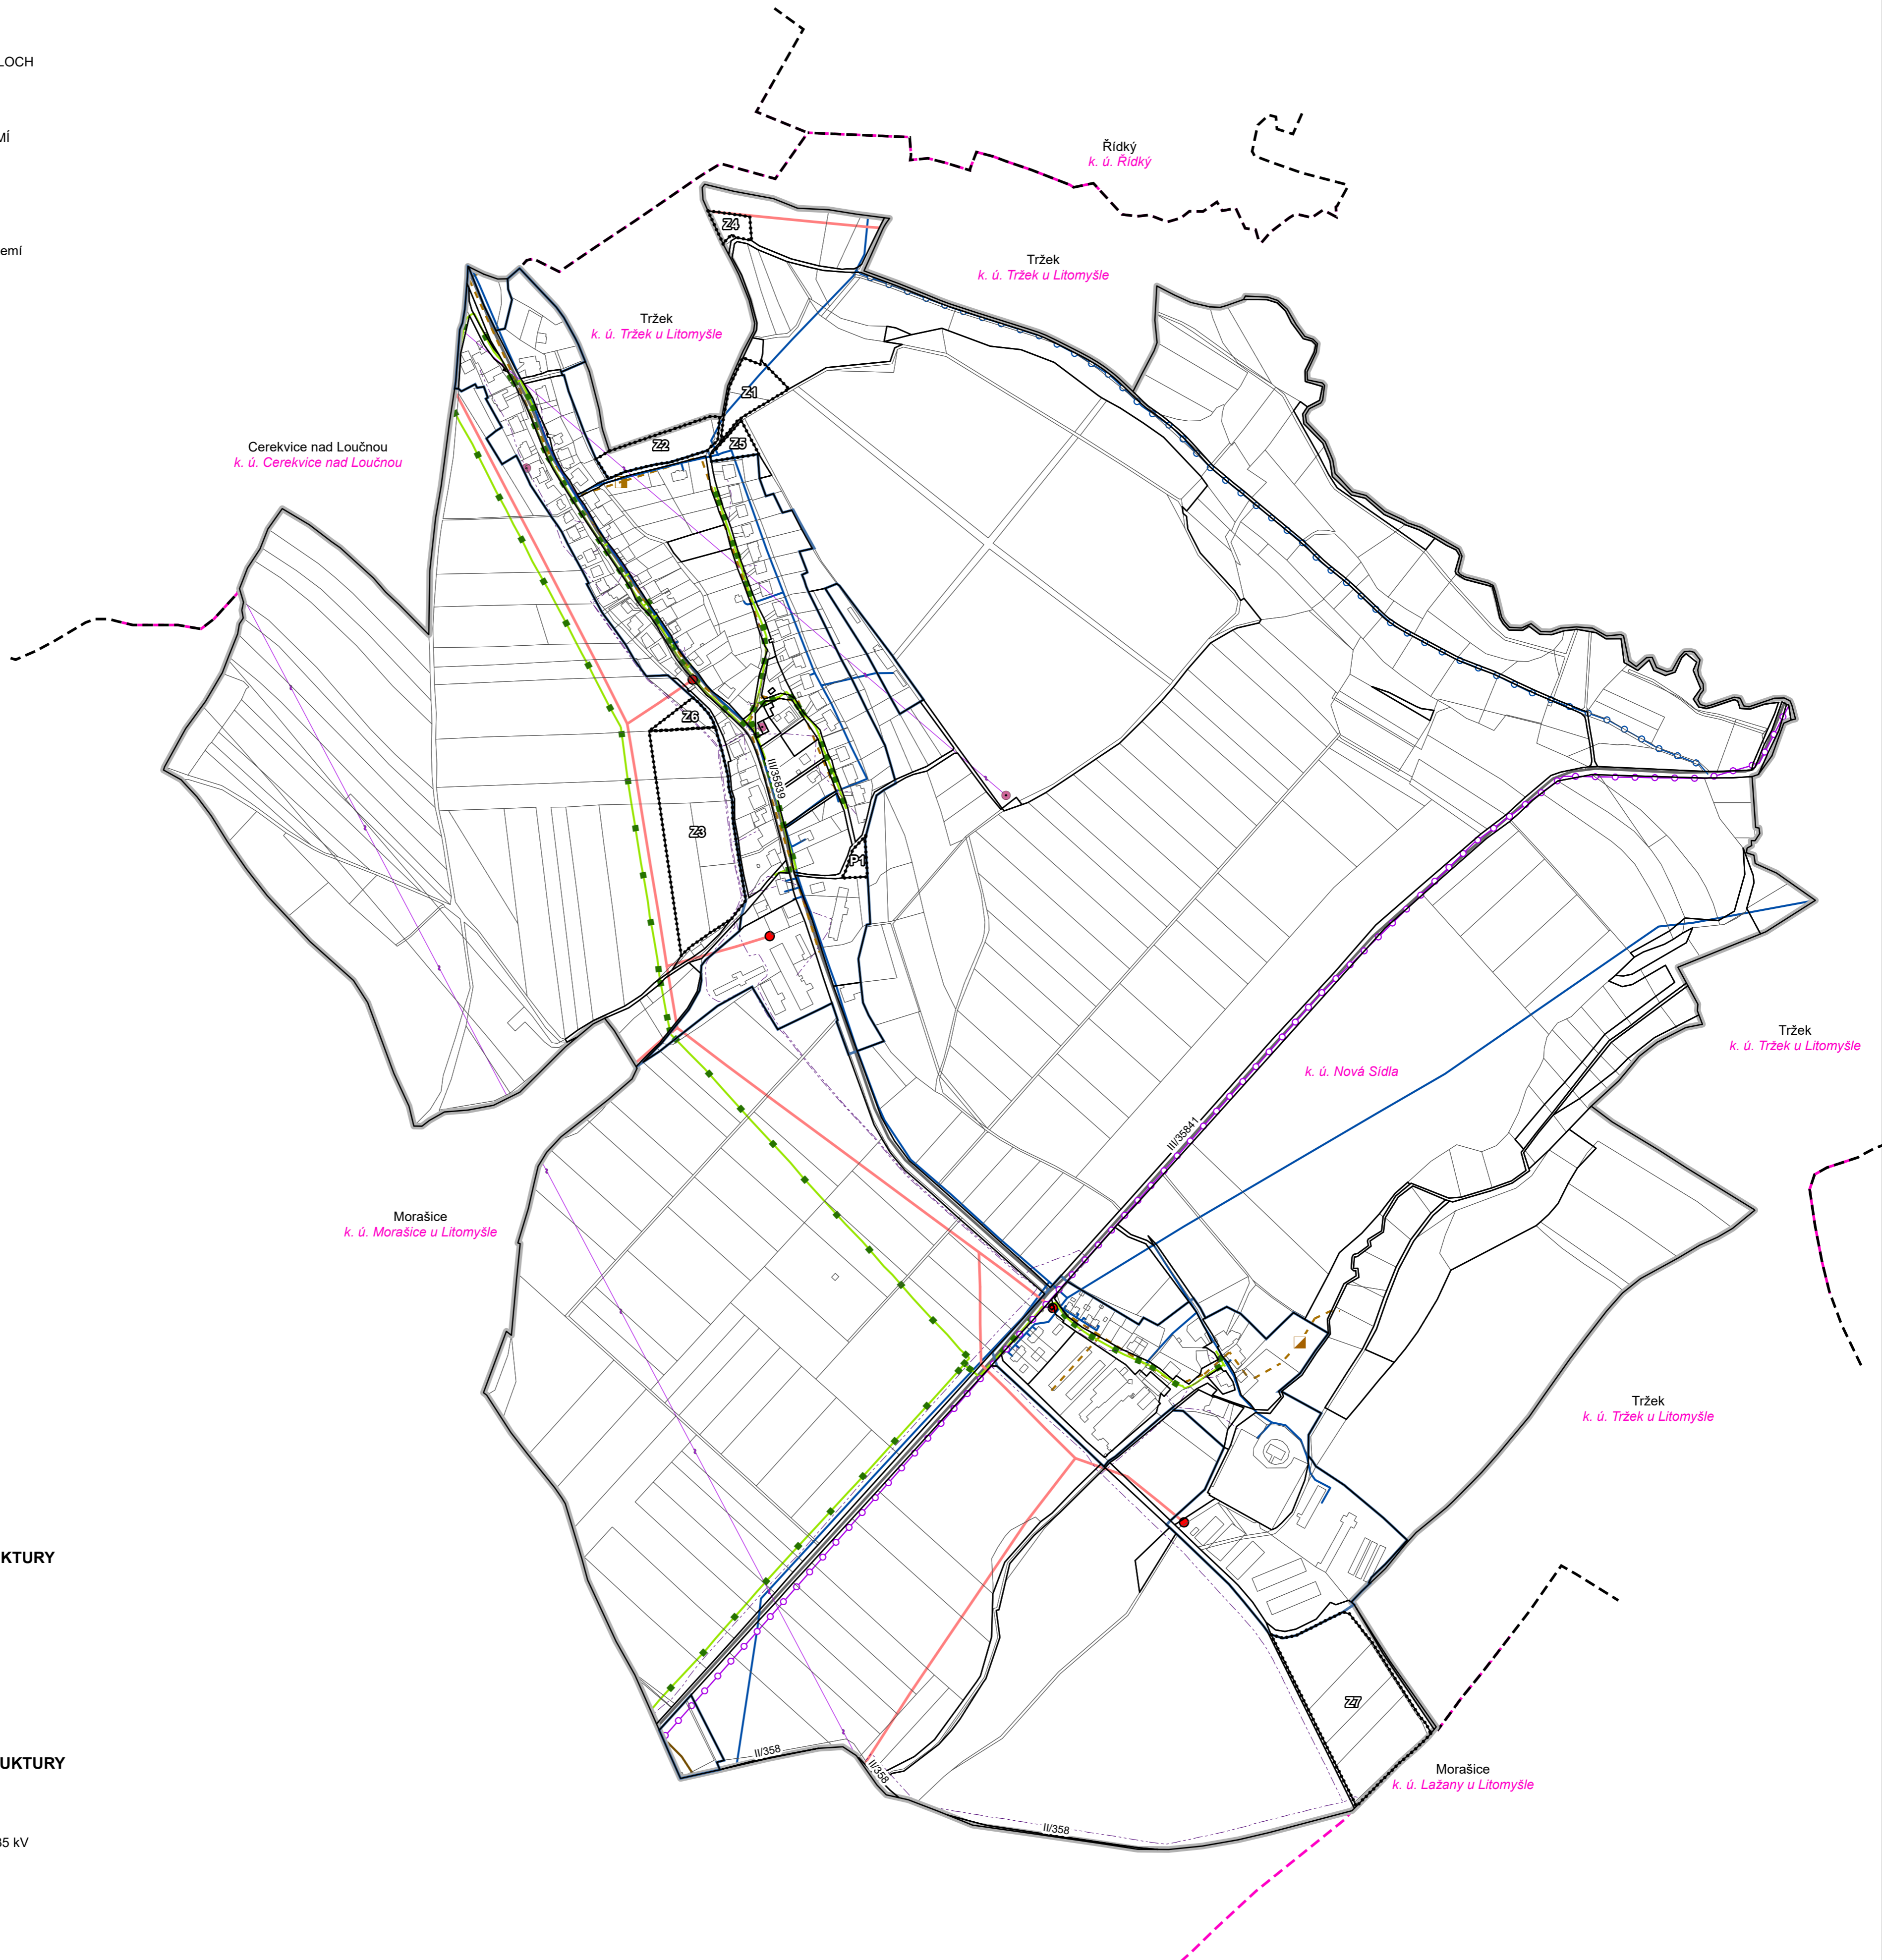 LOCH
MÍ
emí
Řídký
k. ú. Řídký
Tržek
k. ú. Tržek u Litomyšle
Z4
Tržek
k. ú. Tržek u Litomyšle
Z1
Cerekvice nad Loučnou
k. ú. Cerekvice nad Loučnou
Z2
Z5
Z6
III/35839
Z3
P1
Tržek
k. ú. Tržek u Litomyšle
k. ú. Nová Sídla
III/35841
Morašice
k. ú. Morašice u Litomyšle
Tržek
k. ú. Tržek u Litomyšle
KTURY
Z7
II/358
II/358
UKTURY
Morašice
k. ú. Lažany u Litomyšle
II/358
35 kV